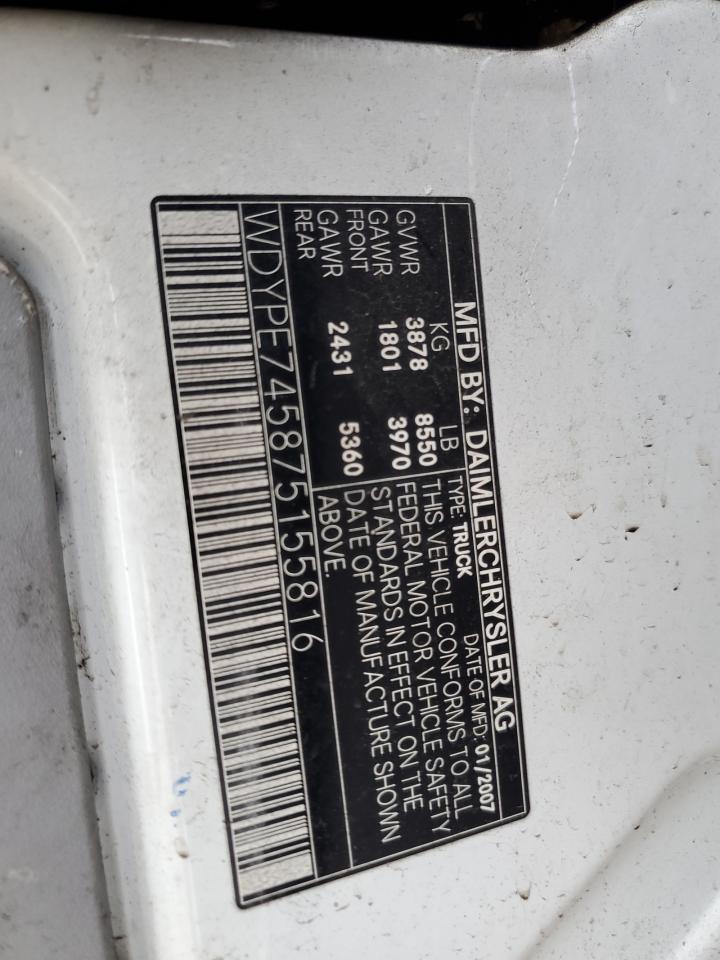 MFD BY: DAIMLERCHRYSLER AG
DATE OF MFD: 01/2007
KG LB TYPE: TRUCK
GVWR 3878 8550
GAWR FRONT 1801 3970
GAWR REAR 2431 5360
THIS VEHICLE CONFORMS TO ALL
FEDERAL MOTOR VEHICLE SAFETY
STANDARDS IN EFFECT ON THE
DATE OF MANUFACTURE SHOWN
ABOVE.
WDYPE745875155816